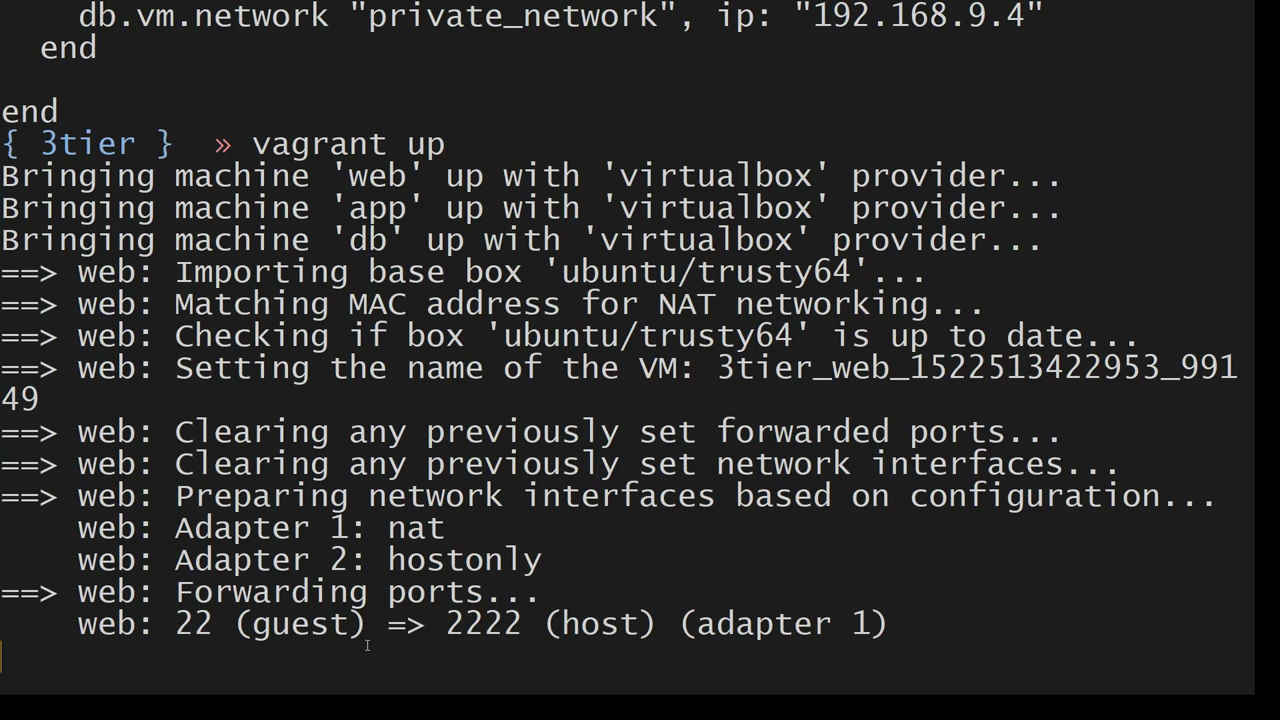 db.vm.network "private_network", ip: "192.168.9.4"
end
end
{ 3tier } » vagrant up
Bringing machine 'web' up with 'virtualbox' provider...
Bringing machine 'app' up with 'virtualbox' provider...
Bringing machine 'db' up with 'virtualbox' provider...
==> web: Importing base box 'ubuntu/trusty64'...
==> web: Matching MAC address for NAT networking...
==> web: Checking if box 'ubuntu/trusty64' is up to date...
==> web: Setting the name of the VM: 3tier_web_1522513422953_991
49
==> web: Clearing any previously set forwarded ports...
==> web: Clearing any previously set network interfaces...
==> web: Preparing network interfaces based on configuration...
web: Adapter 1: nat
web: Adapter 2: hostonly
==> web: Forwarding ports...
web: 22 (guest) => 2222 (host) (adapter 1)